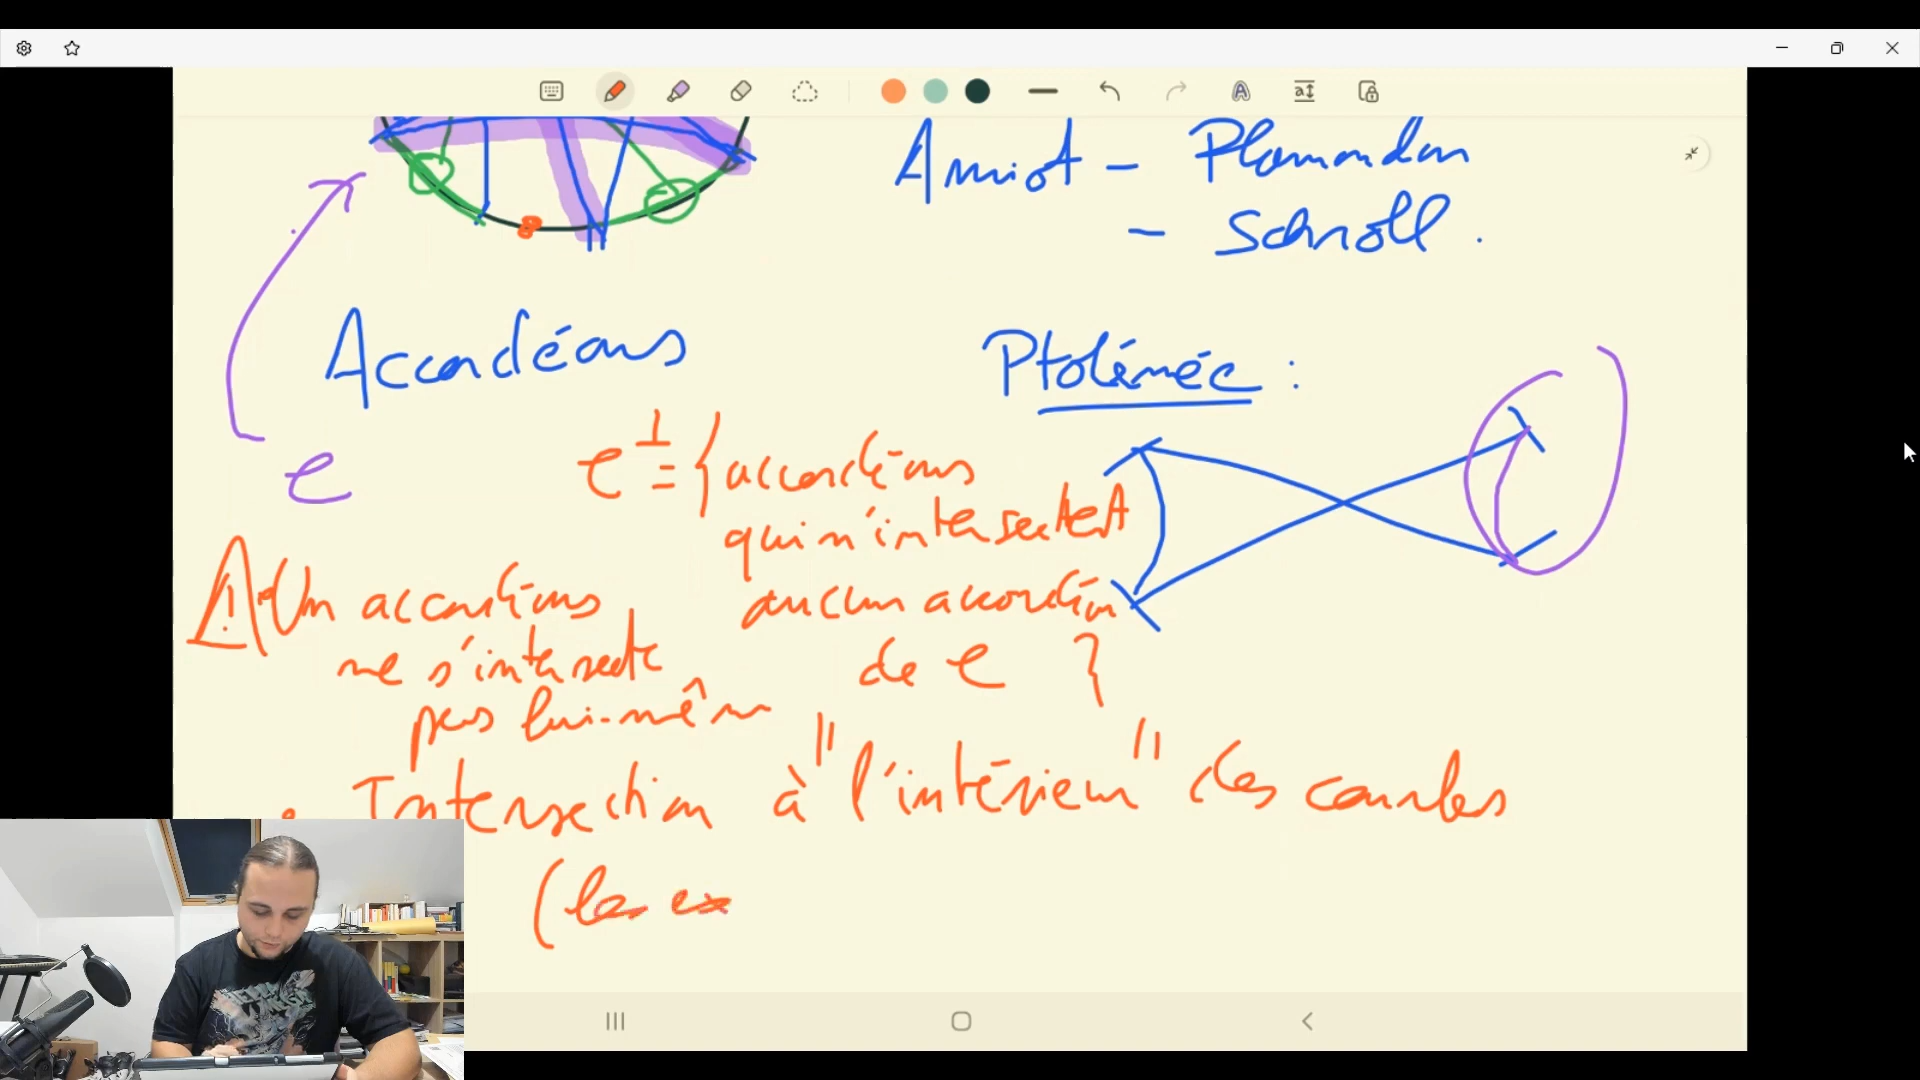 Amiot - Plamondon
- Schroll.
Accordéons
Ptolémée :
e
e⊥ = { accordéons
qui n'intersectent
aucun accordéon
de e }
! • Un accordéons
ne s'intersecte
pas lui-même
• Intersection à "l'intérieur" des courbes
(les ex